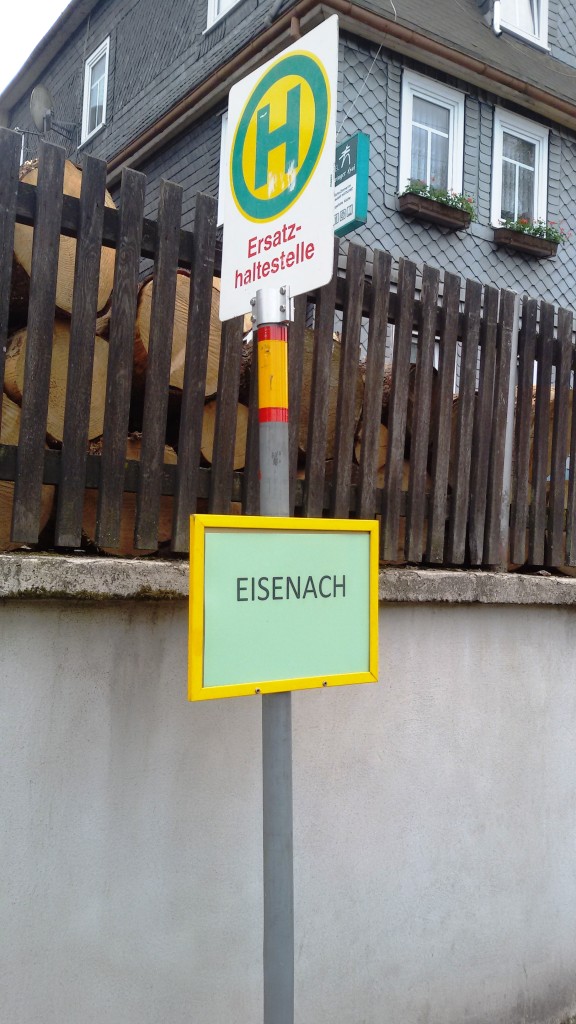 H
Ersatz-
haltestelle
EISENACH